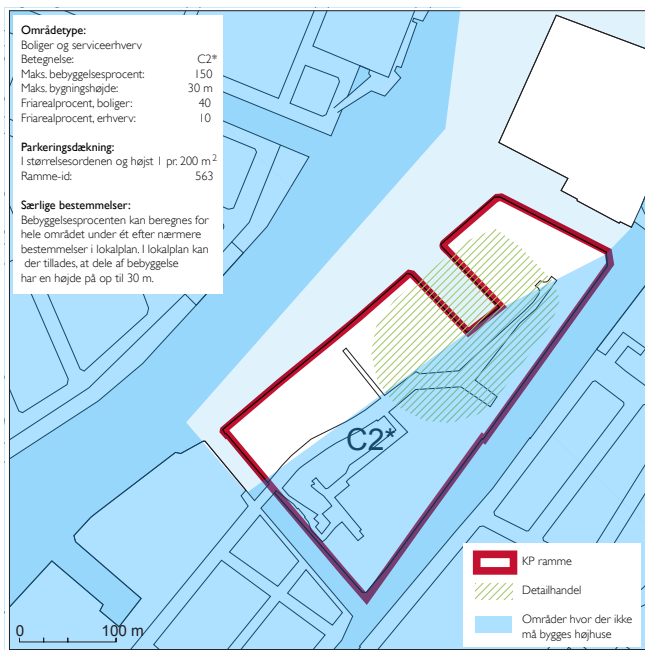 Områdetype:
Boliger og serviceerhverv
Betegnelse: C2*
Maks. bebyggelsesprocent: 150
Maks. bygningshøjde: 30 m
Friarealprocent, boliger: 40
Friarealprocent, erhverv: 10
Parkeringsdækning:
I størrelsesordenen og højst 1 pr. 200 m²
Ramme-id: 563
Særlige bestemmelser:
Bebyggelsesprocenten kan beregnes for
hele området under ét efter nærmere
bestemmelser i lokalplan. I lokalplan kan
der tillades, at dele af bebyggelse
har en højde på op til 30 m.
C2*
KP ramme
Detailhandel
Områder hvor der ikke
må bygges højhuse
0 100 m